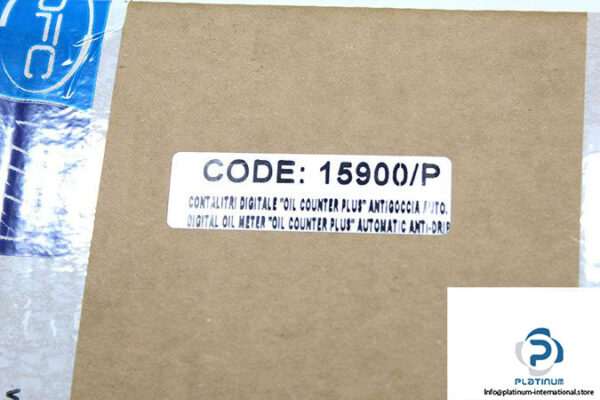 OTC
CODE: 15900/P
CONTALITRI DIGITALE "OIL COUNTER PLUS" ANTIGOCCIA AUTO.
DIGITAL OIL METER "OIL COUNTER PLUS" AUTOMATIC ANTI-DRIP
PLATINUM
Info@platinum-international.store